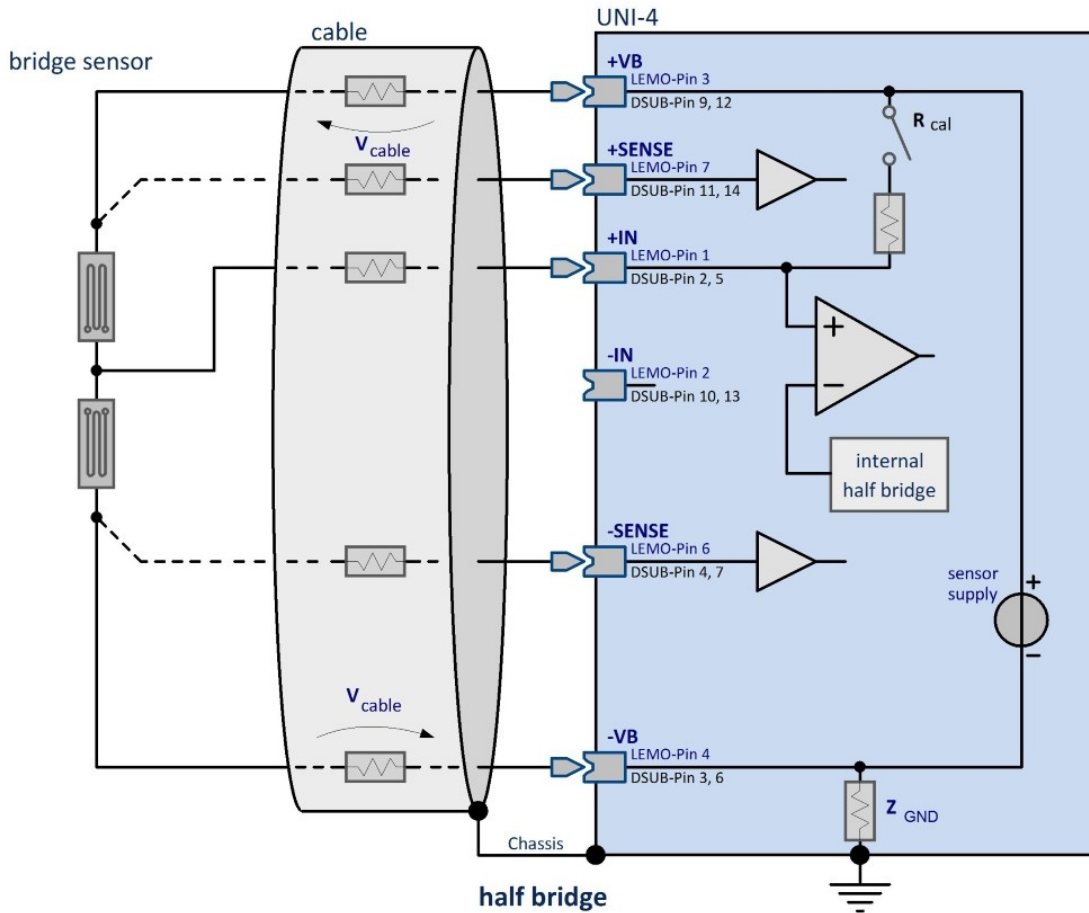 UNI-4
cable
bridge sensor
+VB
LEMO-Pin 3
DSUB-Pin 9, 12
R cal
V cable
+SENSE
LEMO-Pin 7
DSUB-Pin 11, 14
+IN
LEMO-Pin 1
DSUB-Pin 2, 5
+
-IN
LEMO-Pin 2
DSUB-Pin 10, 13
−
internal
half bridge
-SENSE
LEMO-Pin 6
DSUB-Pin 4, 7
sensor
supply
+
−
V cable
-VB
LEMO-Pin 4
DSUB-Pin 3, 6
Z GND
Chassis
half bridge